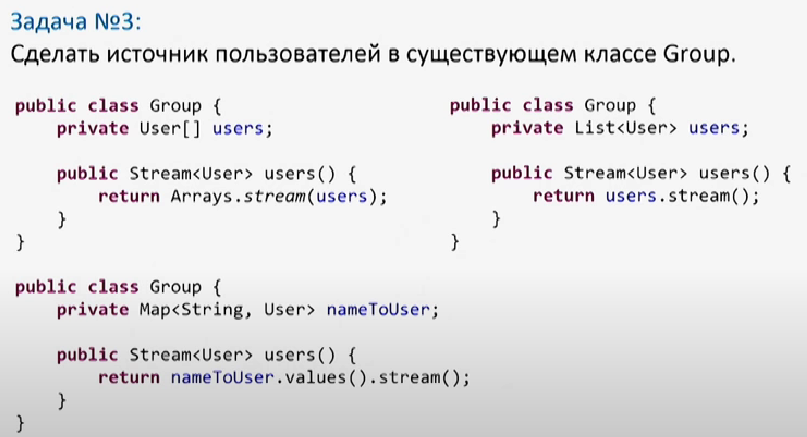 Задача №3:
Сделать источник пользователей в существующем классе Group.
public class Group {
    private User[] users;

    public Stream<User> users() {
        return Arrays.stream(users);
    }
}
public class Group {
    private List<User> users;

    public Stream<User> users() {
        return users.stream();
    }
}
public class Group {
    private Map<String, User> nameToUser;

    public Stream<User> users() {
        return nameToUser.values().stream();
    }
}